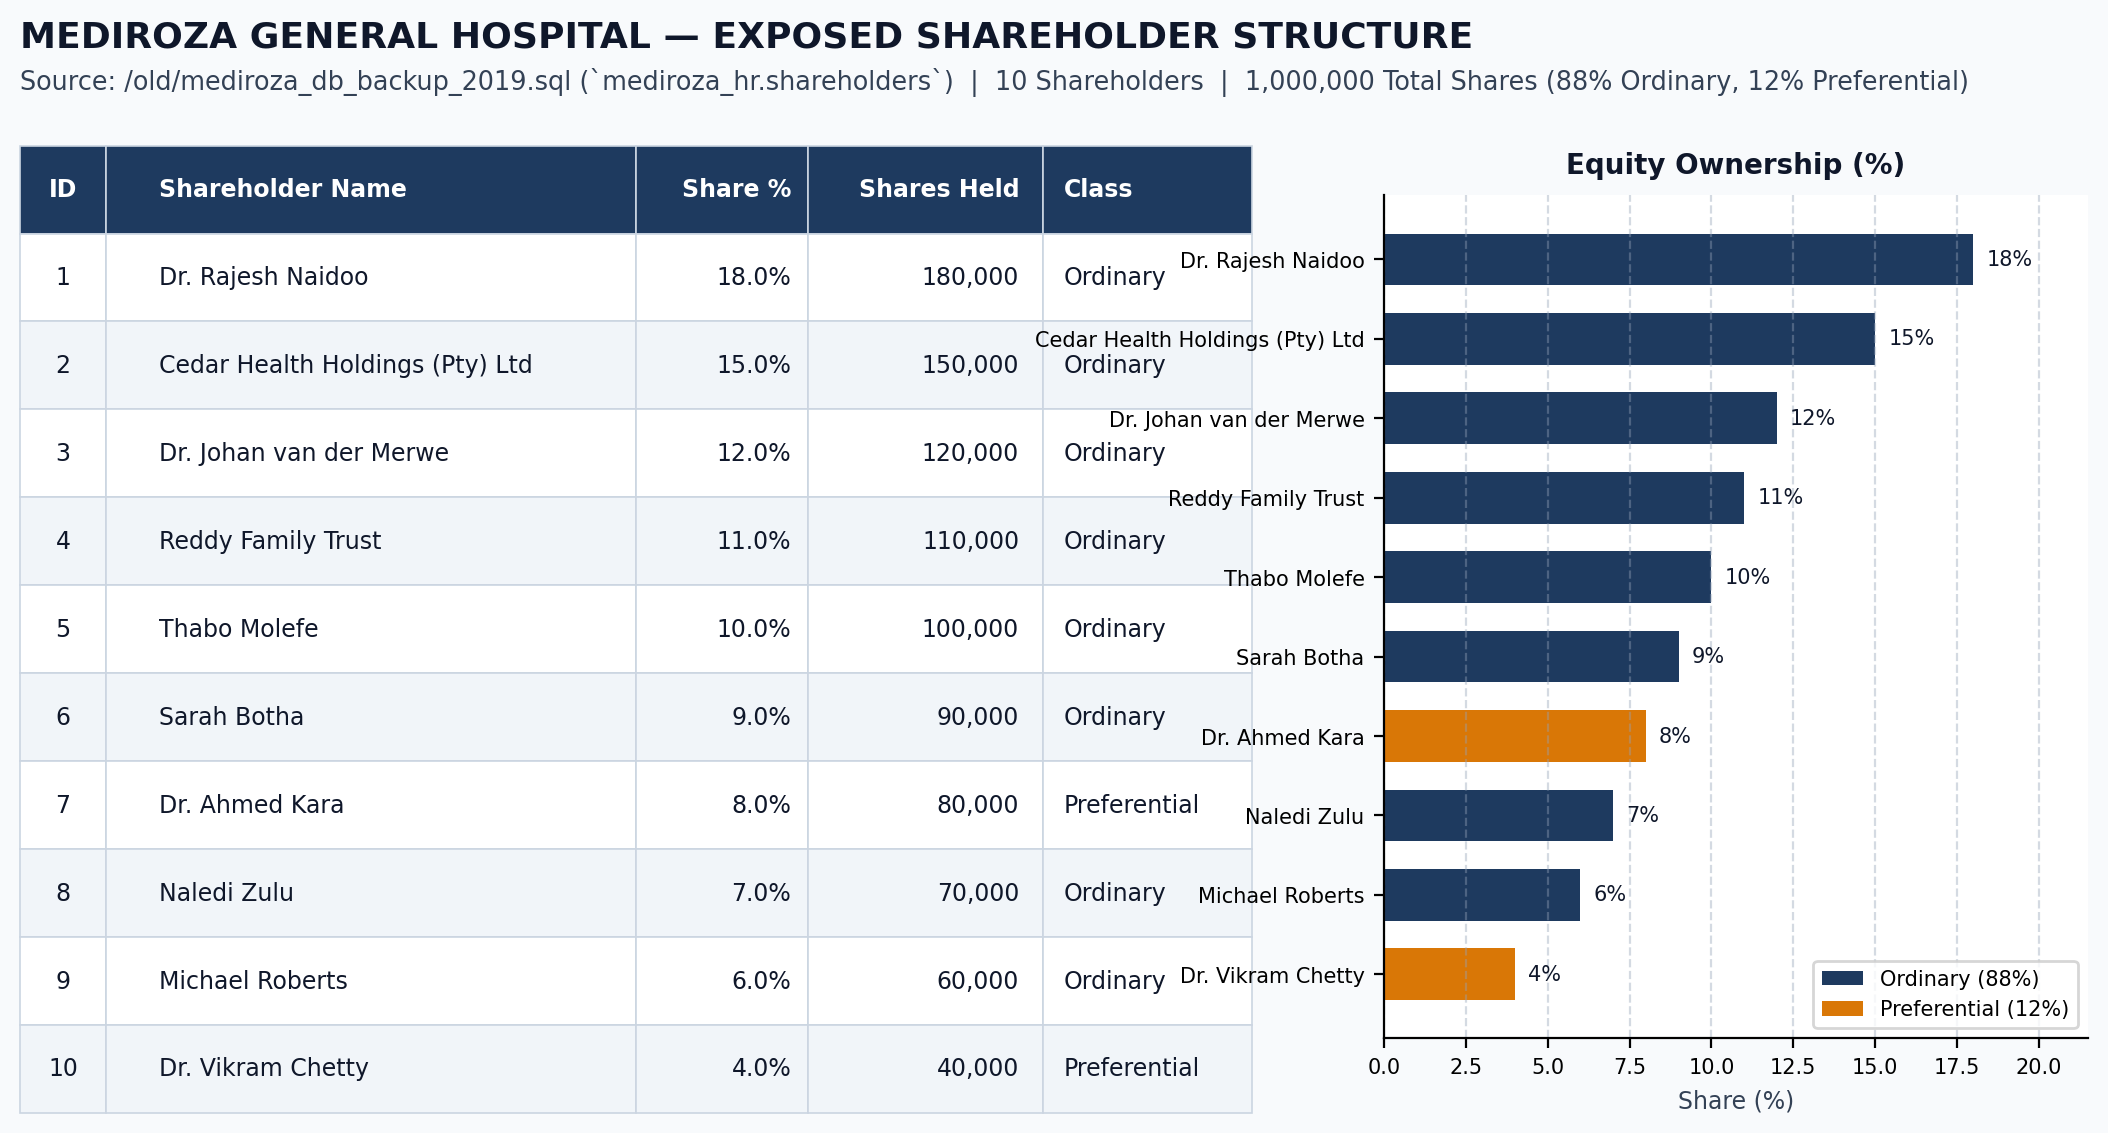 MEDIROZA GENERAL HOSPITAL — EXPOSED SHAREHOLDER STRUCTURE
Source: /old/mediroza_db_backup_2019.sql (`mediroza_hr.shareholders`) | 10 Shareholders | 1,000,000 Total Shares (88% Ordinary, 12% Preferential)
ID Shareholder Name Share % Shares Held Class
1 Dr. Rajesh Naidoo 18.0% 180,000 Ordinary
2 Cedar Health Holdings (Pty) Ltd 15.0% 150,000 Ordinary
3 Dr. Johan van der Merwe 12.0% 120,000 Ordinary
4 Reddy Family Trust 11.0% 110,000 Ordinary
5 Thabo Molefe 10.0% 100,000 Ordinary
6 Sarah Botha 9.0% 90,000 Ordinary
7 Dr. Ahmed Kara 8.0% 80,000 Preferential
8 Naledi Zulu 7.0% 70,000 Ordinary
9 Michael Roberts 6.0% 60,000 Ordinary
10 Dr. Vikram Chetty 4.0% 40,000 Preferential
Equity Ownership (%)
Dr. Rajesh Naidoo 18%
Cedar Health Holdings (Pty) Ltd 15%
Dr. Johan van der Merwe 12%
Reddy Family Trust 11%
Thabo Molefe 10%
Sarah Botha 9%
Dr. Ahmed Kara 8%
Naledi Zulu 7%
Michael Roberts 6%
Dr. Vikram Chetty 4%
Ordinary (88%)
Preferential (12%)
0.0 2.5 5.0 7.5 10.0 12.5 15.0 17.5 20.0
Share (%)